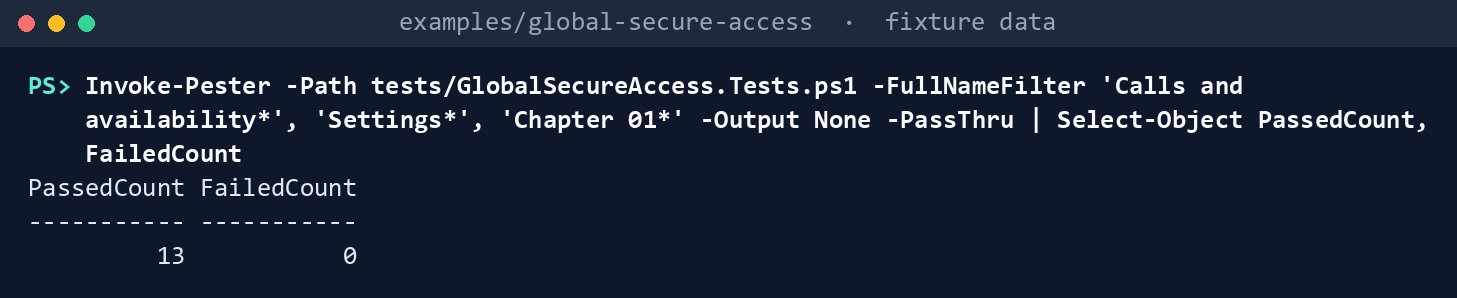 examples/global-secure-access · fixture data
PS> Invoke-Pester -Path tests/GlobalSecureAccess.Tests.ps1 -FullNameFilter 'Calls and
availability*', 'Settings*', 'Chapter 01*' -Output None -PassThru | Select-Object PassedCount,
FailedCount
PassedCount FailedCount
----------- -----------
13 0